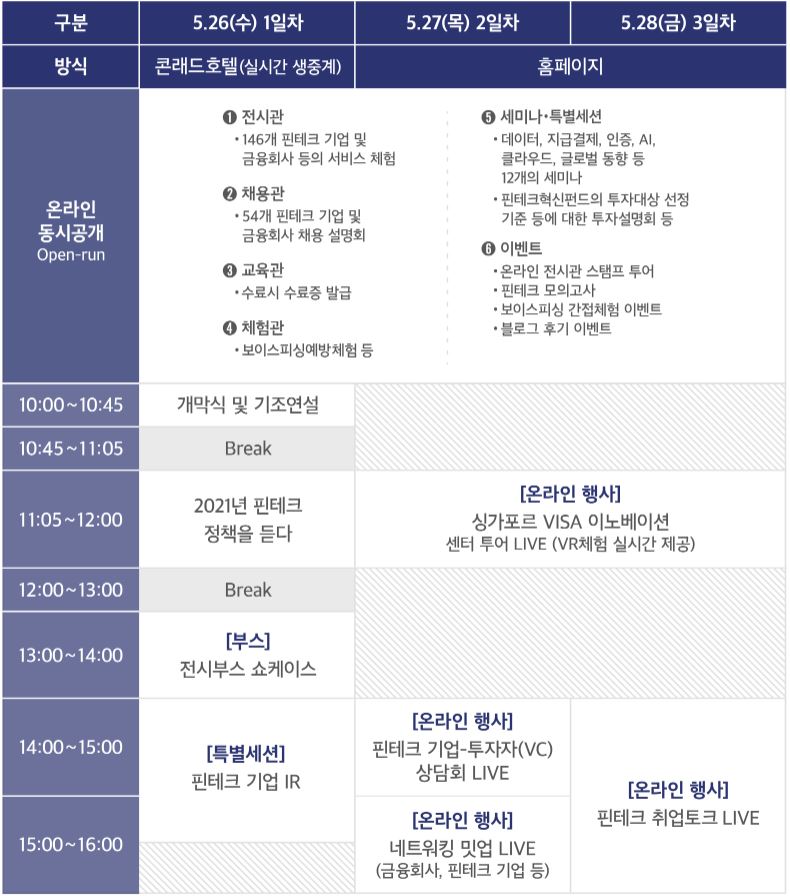 구분
5.26(수) 1일차
5.27(목) 2일차
5.28(금) 3일차
방식
콘래드호텔(실시간 생중계)
홈페이지
온라인
동시공개
Open-run
❶ 전시관
• 146개 핀테크 기업 및
금융회사 등의 서비스 체험
❷ 채용관
• 54개 핀테크 기업 및
금융회사 채용 설명회
❸ 교육관
• 수료시 수료증 발급
❹ 체험관
• 보이스피싱예방체험 등
❺ 세미나·특별세션
• 데이터, 지급결제, 인증, AI,
클라우드, 글로벌 동향 등
12개의 세미나
• 핀테크혁신펀드의 투자대상 선정
기준 등에 대한 투자설명회 등
❻ 이벤트
• 온라인 전시관 스탬프 투어
• 핀테크 모의고사
• 보이스피싱 간접체험 이벤트
• 블로그 후기 이벤트
10:00~10:45
개막식 및 기조연설
10:45~11:05
Break
11:05~12:00
2021년 핀테크
정책을 듣다
[온라인 행사]
싱가포르 VISA 이노베이션
센터 투어 LIVE (VR체험 실시간 제공)
12:00~13:00
Break
13:00~14:00
[부스]
전시부스 쇼케이스
14:00~15:00
[특별세션]
핀테크 기업 IR
[온라인 행사]
핀테크 기업-투자자(VC)
상담회 LIVE
[온라인 행사]
핀테크 취업토크 LIVE
15:00~16:00
[온라인 행사]
네트워킹 밋업 LIVE
(금융회사, 핀테크 기업 등)